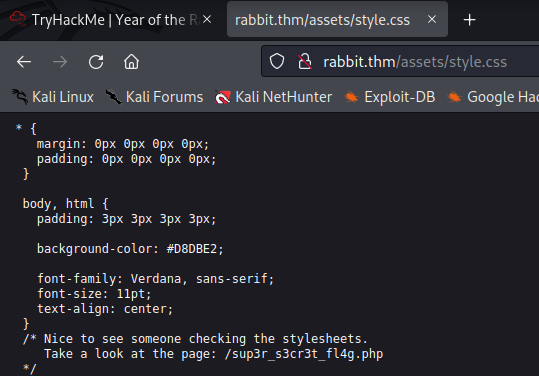 TryHackMe | Year of the R
rabbit.thm/assets/style.css
rabbit.thm/assets/style.css
Kali Linux
Kali Forums
Kali NetHunter
Exploit-DB
Google Hac
* {
margin: 0px 0px 0px 0px;
padding: 0px 0px 0px 0px;
}
body, html {
padding: 3px 3px 3px 3px;
background-color: #D8DBE2;
font-family: Verdana, sans-serif;
font-size: 11pt;
text-align: center;
}
/* Nice to see someone checking the stylesheets.
Take a look at the page: /sup3r_s3cr3t_fl4g.php
*/